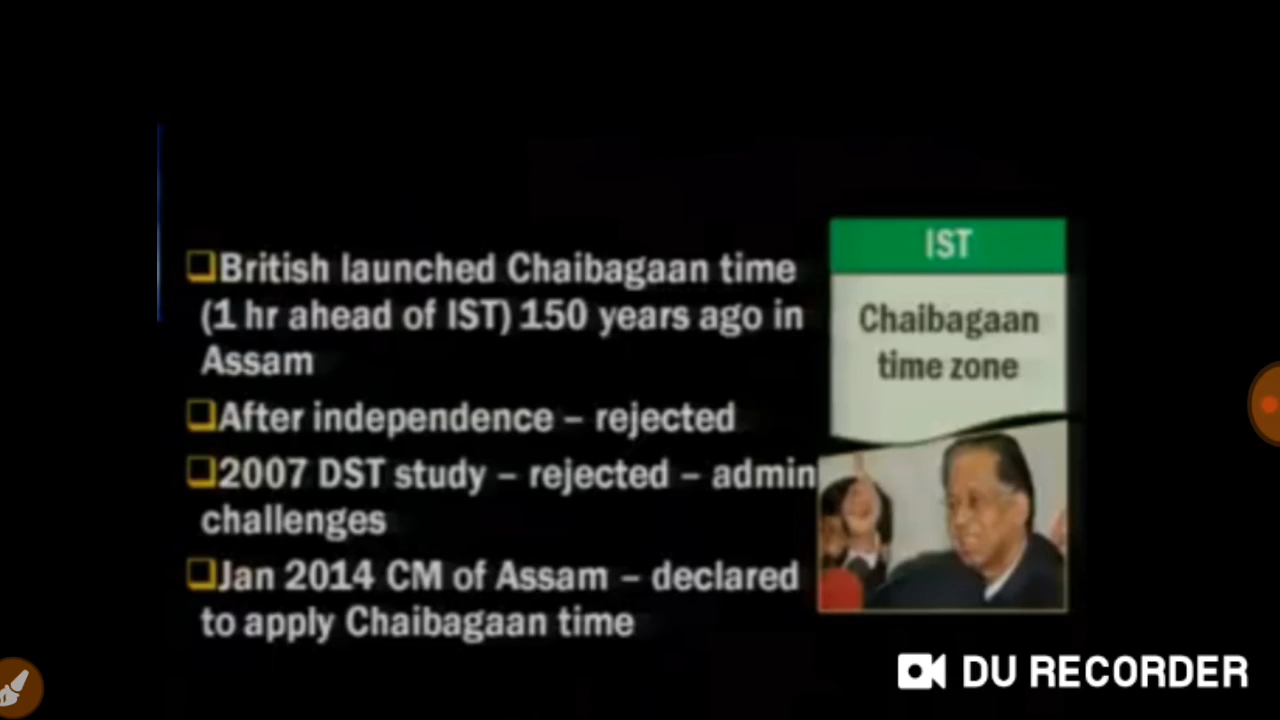 ❑British launched Chaibagaan time
(1 hr ahead of IST) 150 years ago in
Assam
❑After independence – rejected
❑2007 DST study – rejected – admin
challenges
❑Jan 2014 CM of Assam – declared
to apply Chaibagaan time
IST
Chaibagaan
time zone
DU RECORDER